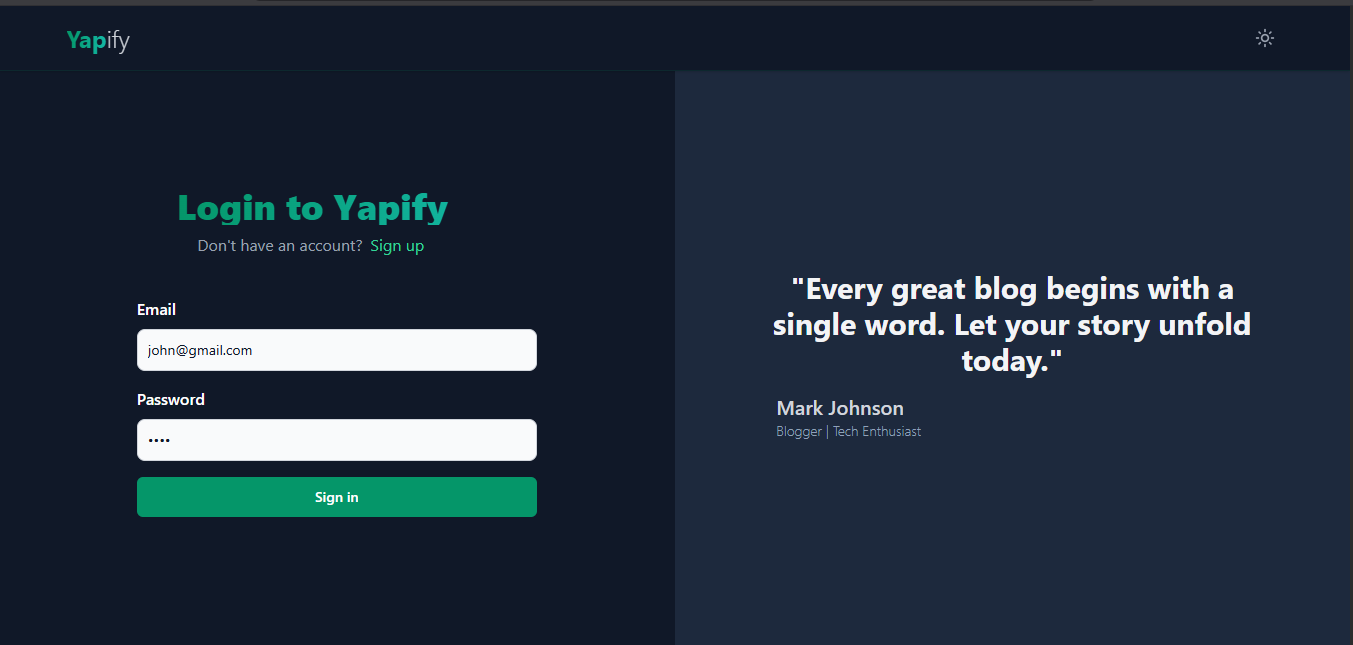 Yapify
Login to Yapify
Don't have an account? Sign up
Email
john@gmail.com
Password
••••
Sign in
"Every great blog begins with a
single word. Let your story unfold
today."
Mark Johnson
Blogger | Tech Enthusiast